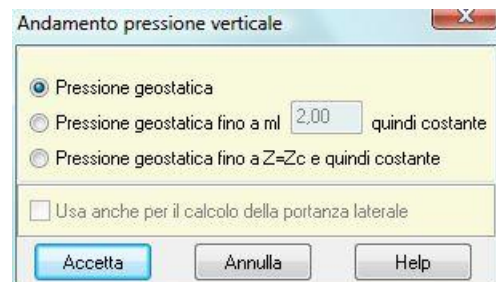 Andamento pressione verticale
X
Pressione geostatica
Pressione geostatica fino a ml 2,00 quindi costante
Pressione geostatica fino a Z=Zc e quindi costante
Usa anche per il calcolo della portanza laterale
Accetta Annulla Help